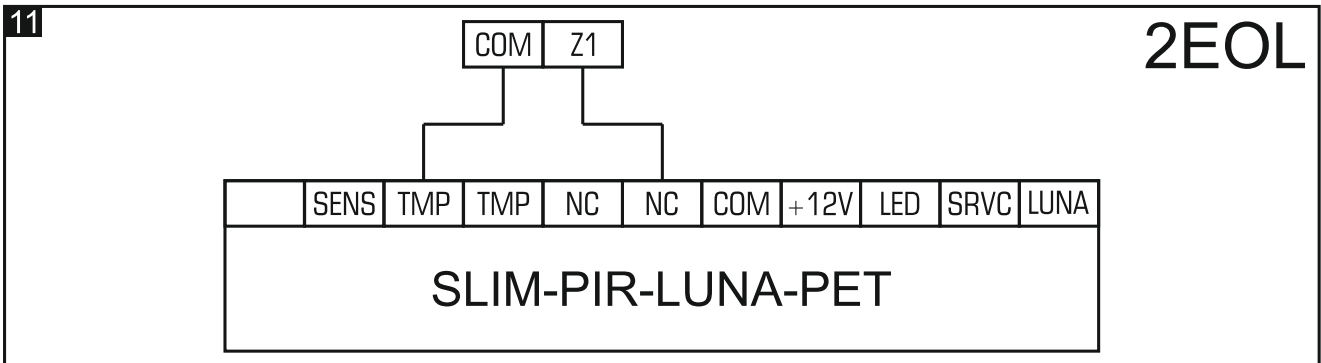 11
COM Z1
2EOL
SENS TMP TMP NC NC COM +12V LED SRVC LUNA
SLIM-PIR-LUNA-PET